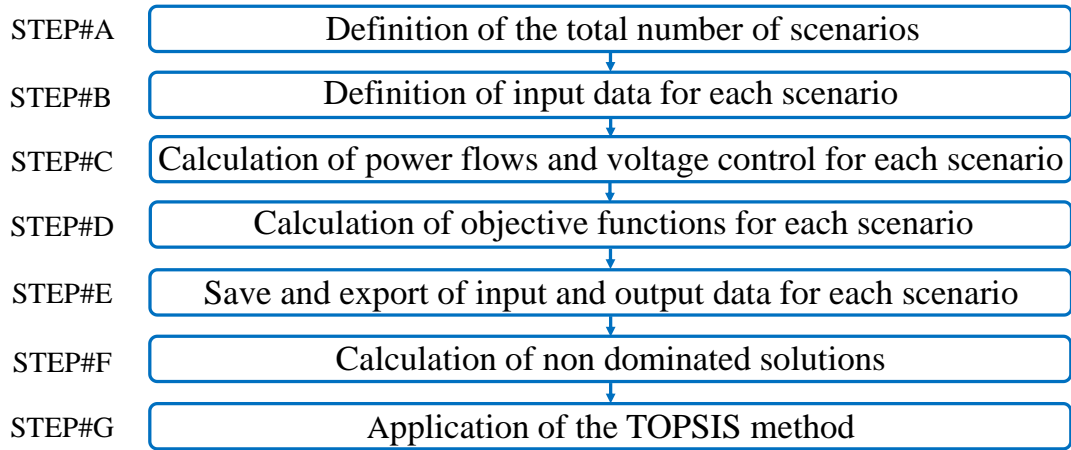 STEP#A Definition of the total number of scenarios
STEP#B Definition of input data for each scenario
STEP#C Calculation of power flows and voltage control for each scenario
STEP#D Calculation of objective functions for each scenario
STEP#E Save and export of input and output data for each scenario
STEP#F Calculation of non dominated solutions
STEP#G Application of the TOPSIS method